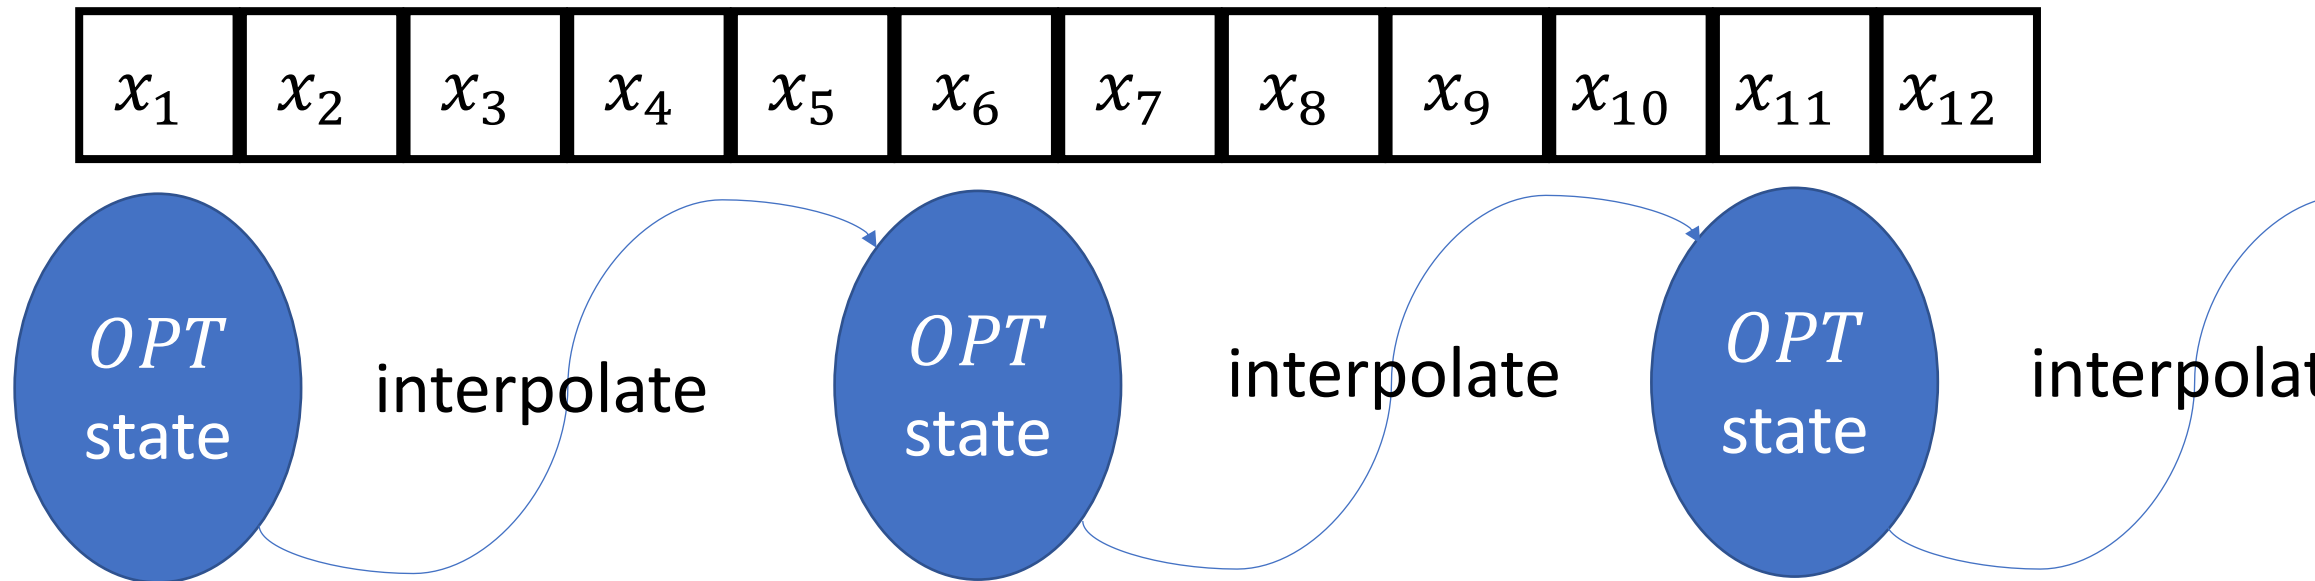 x₁ x₂ x₃ x₄ x₅ x₆ x₇ x₈ x₉ x₁₀ x₁₁ x₁₂
OPT
state
interpolate
OPT
state
interpolate
OPT
state
interpolat